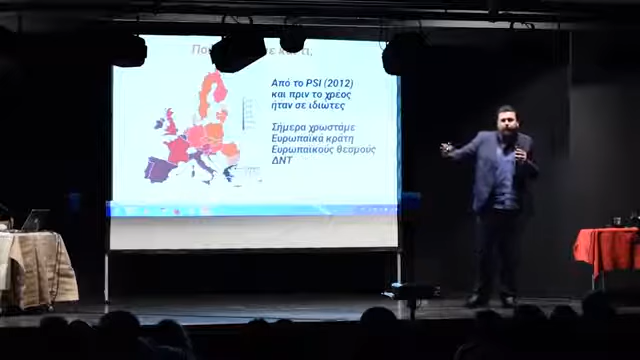 Από το PSI (2012)
και πριν το χρέος
ήταν σε ιδιώτες
Σήμερα χρωστάμε
Ευρωπαϊκά κράτη
Ευρωπαϊκούς θεσμούς
ΔΝΤ